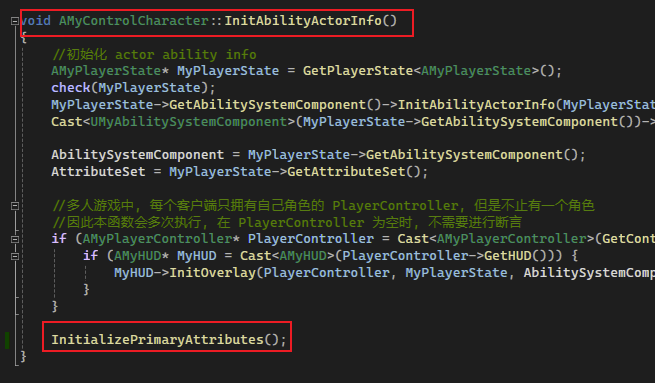 void AMyControlCharacter::InitAbilityActorInfo()
{
//初始化 actor ability info
AMyPlayerState* MyPlayerState = GetPlayerState<AMyPlayerState>();
check(MyPlayerState);
MyPlayerState->GetAbilitySystemComponent()->InitAbilityActorInfo(MyPlayerStat
Cast<UMyAbilitySystemComponent>(MyPlayerState->GetAbilitySystemComponent())->
AbilitySystemComponent = MyPlayerState->GetAbilitySystemComponent();
AttributeSet = MyPlayerState->GetAttributeSet();
//多人游戏中, 每个客户端只拥有自己角色的 PlayerController, 但是不止有一个角色
//因此本函数会多次执行, 在 PlayerController 为空时, 不需要进行断言
if (AMyPlayerController* PlayerController = Cast<AMyPlayerController>(GetCont
if (AMyHUD* MyHUD = Cast<AMyHUD>(PlayerController->GetHUD())) {
MyHUD->InitOverlay(PlayerController, MyPlayerState, AbilitySystemComp
}
}
InitializePrimaryAttributes();
}